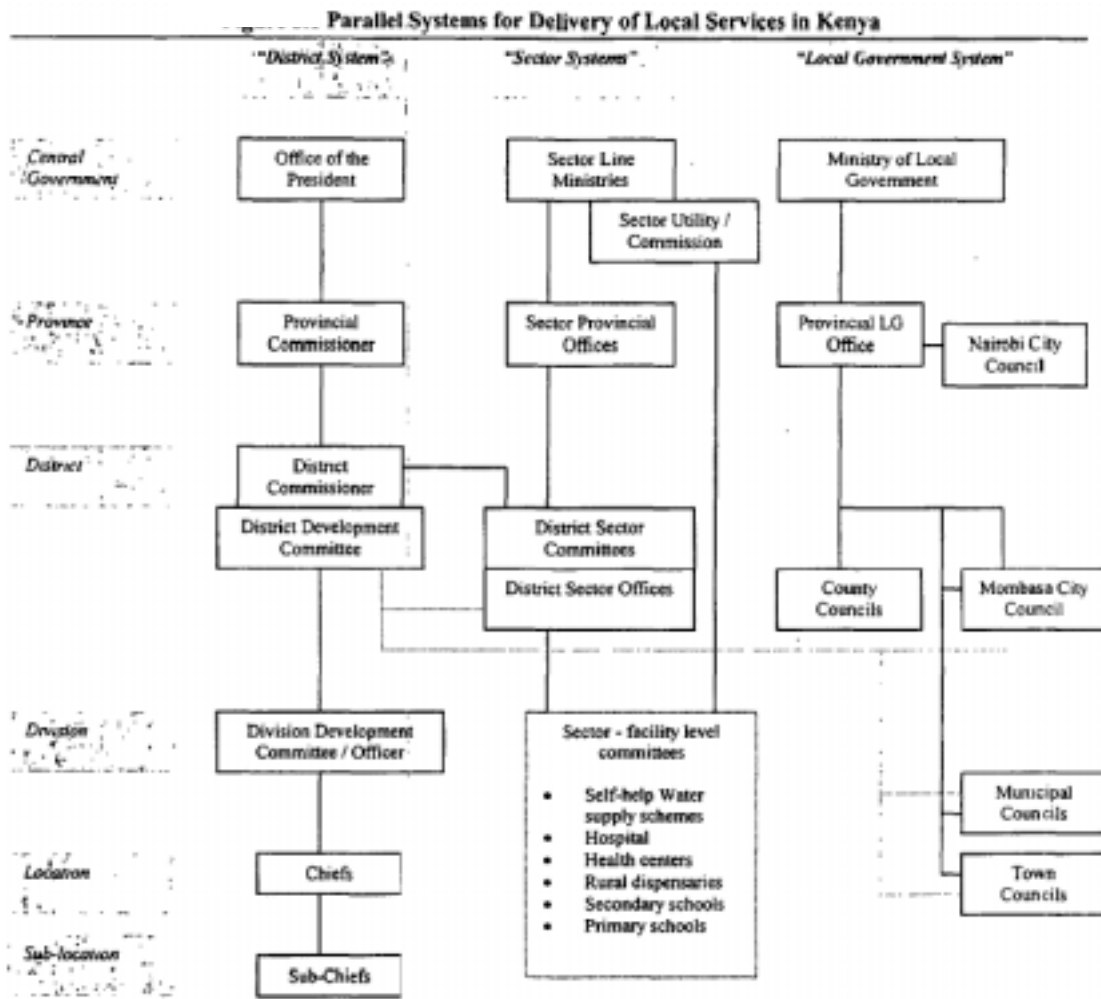 Parallel Systems for Delivery of Local Services in Kenya
"District System"
"Sector Systems"
"Local Government System"
Central
Government
Office of the
President
Sector Line
Ministries
Sector Utility /
Commission
Ministry of Local
Government
Province
Provincial
Commissioner
Sector Provincial
Offices
Provincial LG
Office
Nairobi City
Council
District
District
Commissioner
District Development
Committee
District Sector
Committees
District Sector Offices
County
Councils
Mombasa City
Council
Division
Division Development
Committee / Officer
Sector - facility level
committees
• Self-help Water
supply schemes
• Hospital
• Health centers
• Rural dispensaries
• Secondary schools
• Primary schools
Municipal
Councils
Location
Chiefs
Town
Councils
Sub-location
Sub-Chiefs